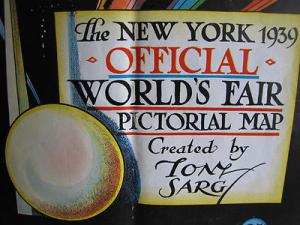 The NEW YORK 1939
· OFFICIAL ·
WORLD'S FAIR
PICTORIAL MAP
Created by
TONY
SARG